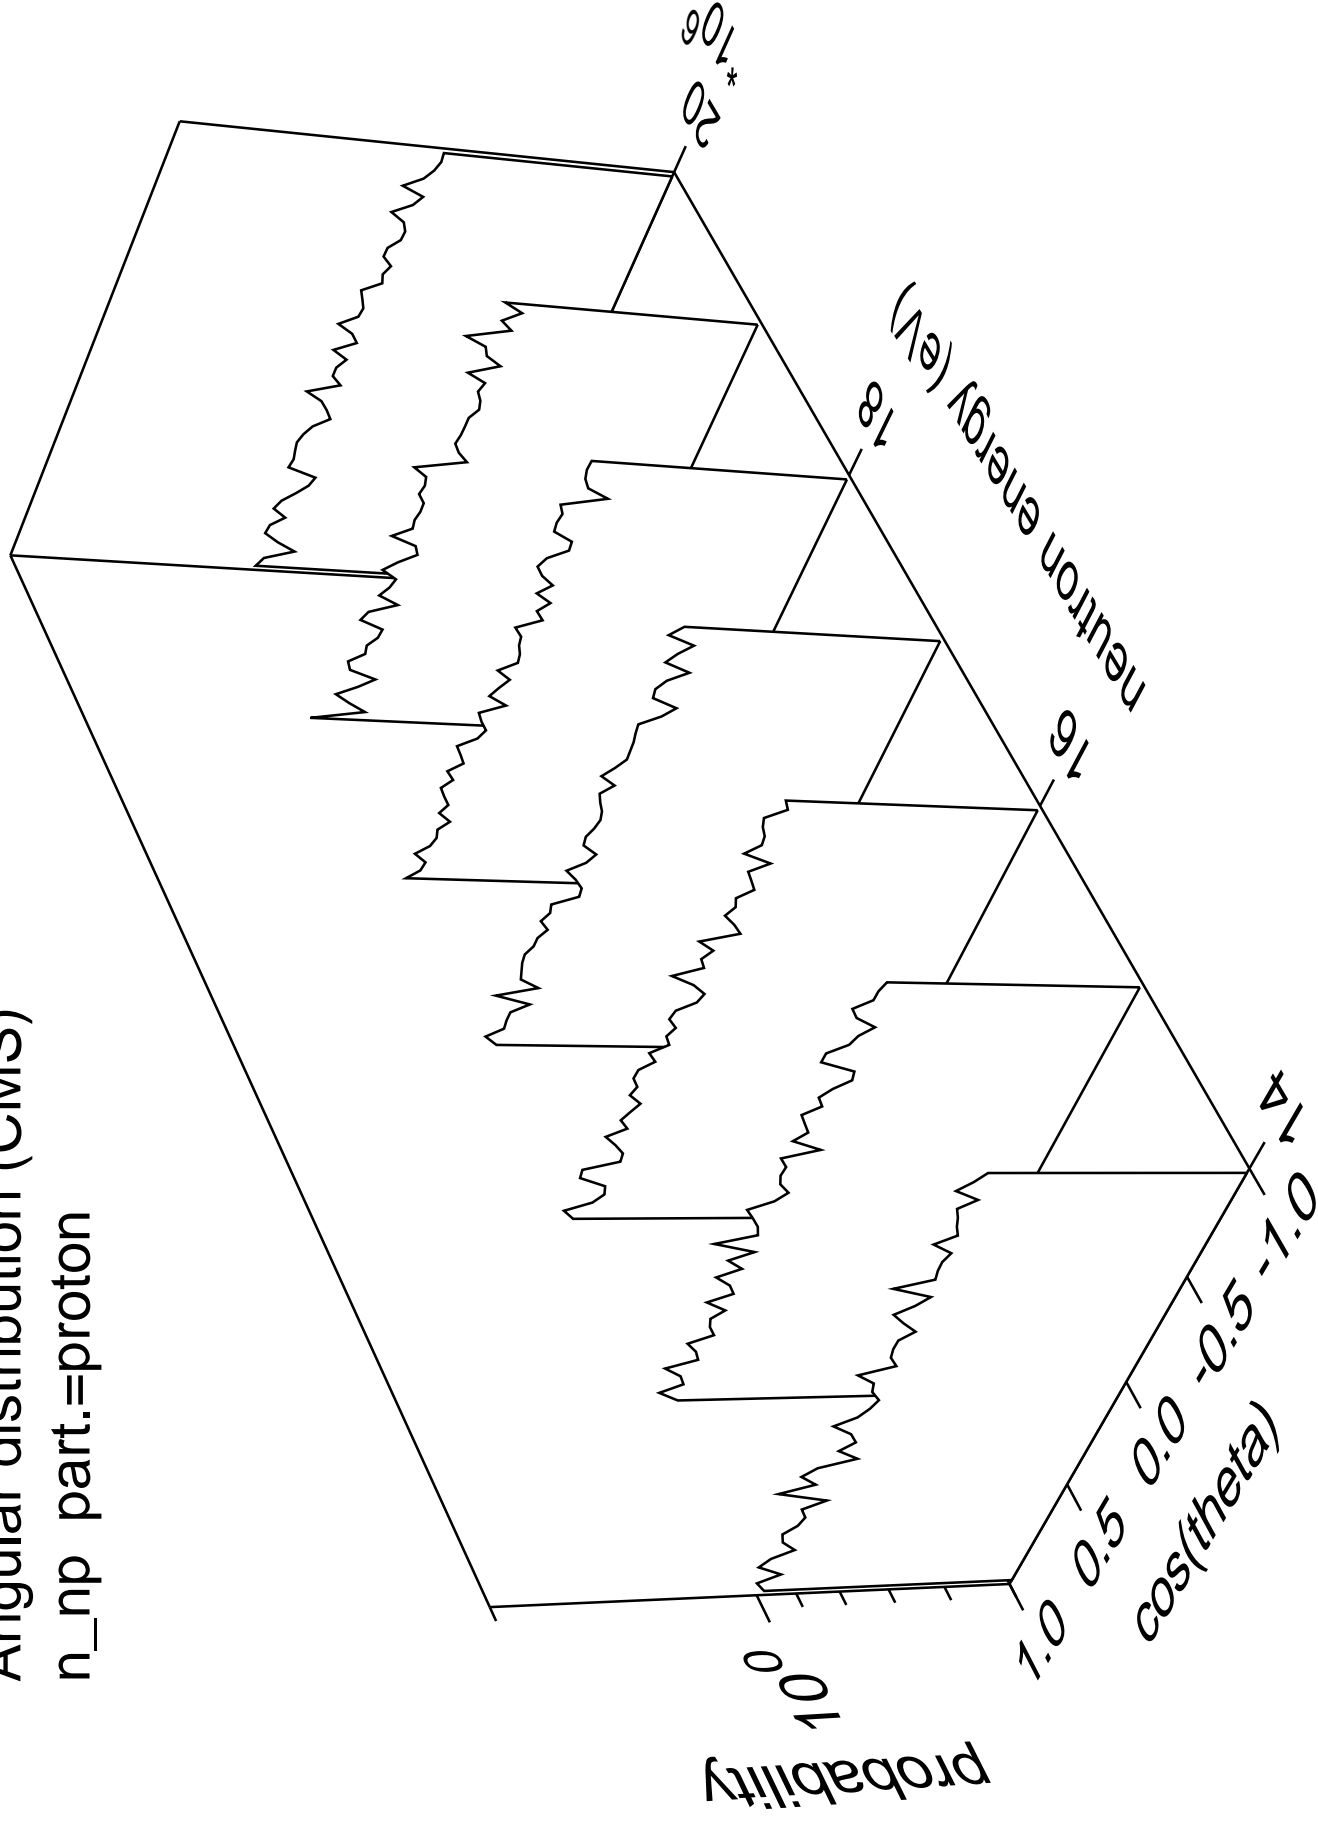 Angular distribution (CMS)
n_np part.=proton
probability
10^0
1.0 0.5 0.0 -0.5 -1.0
cos(theta)
14 16 18 20
* 10^6
neutron energy (eV)